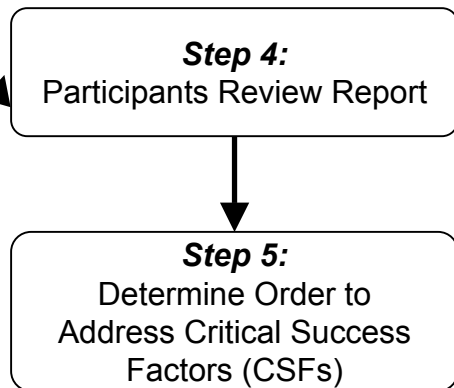 Step 4:
Participants Review Report
Step 5:
Determine Order to
Address Critical Success
Factors (CSFs)